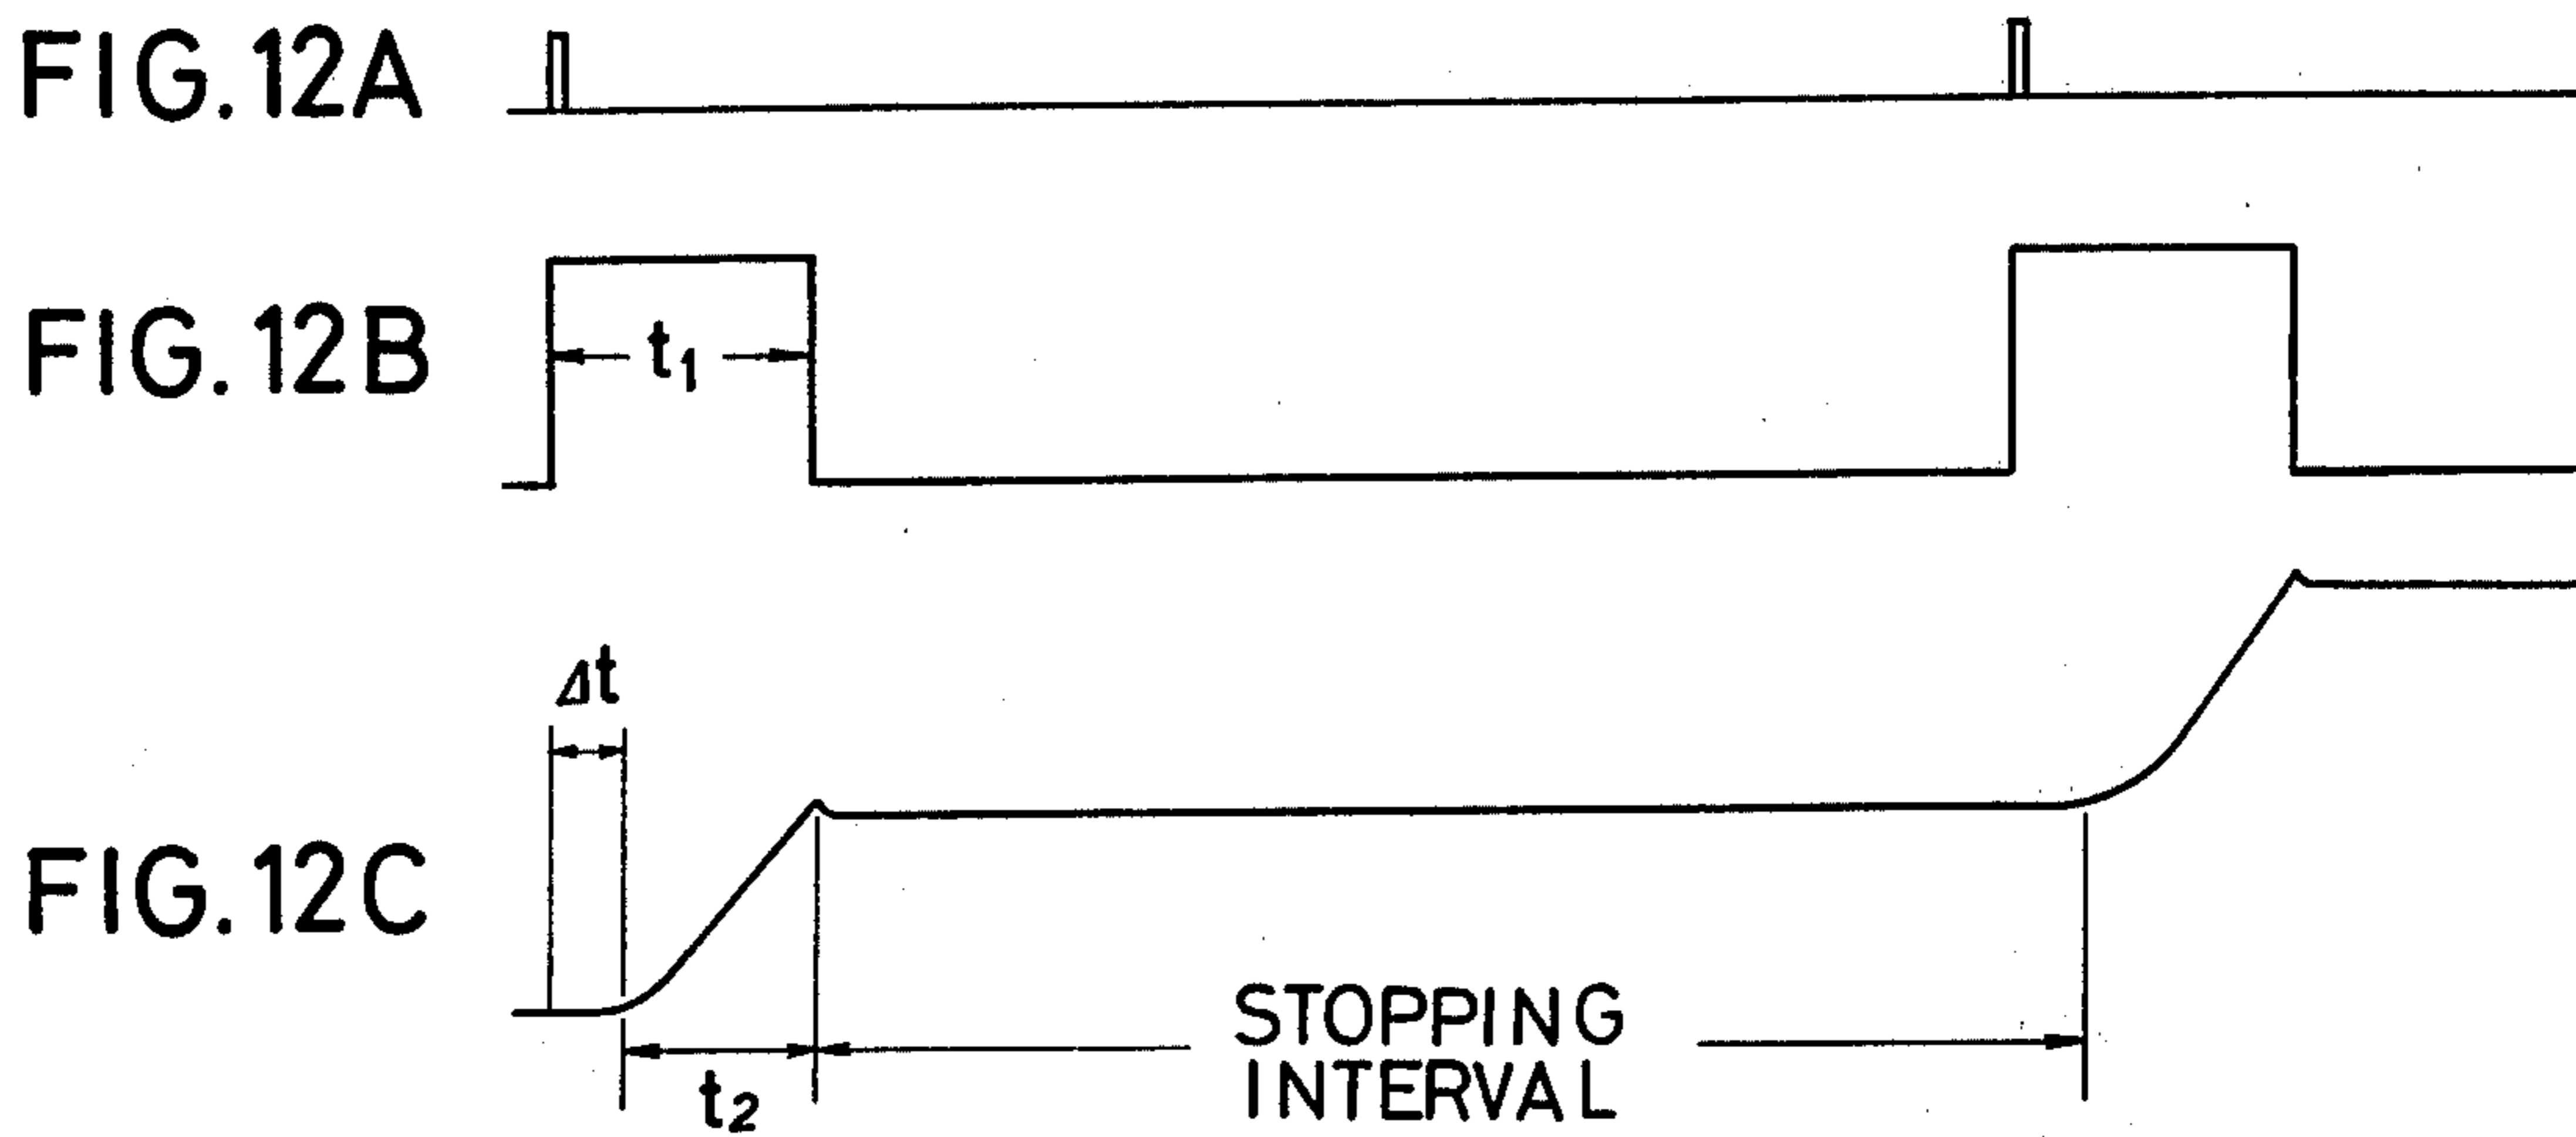 FIG.12A
FIG.12B
t₁
Δt
FIG.12C
STOPPING
INTERVAL
t₂